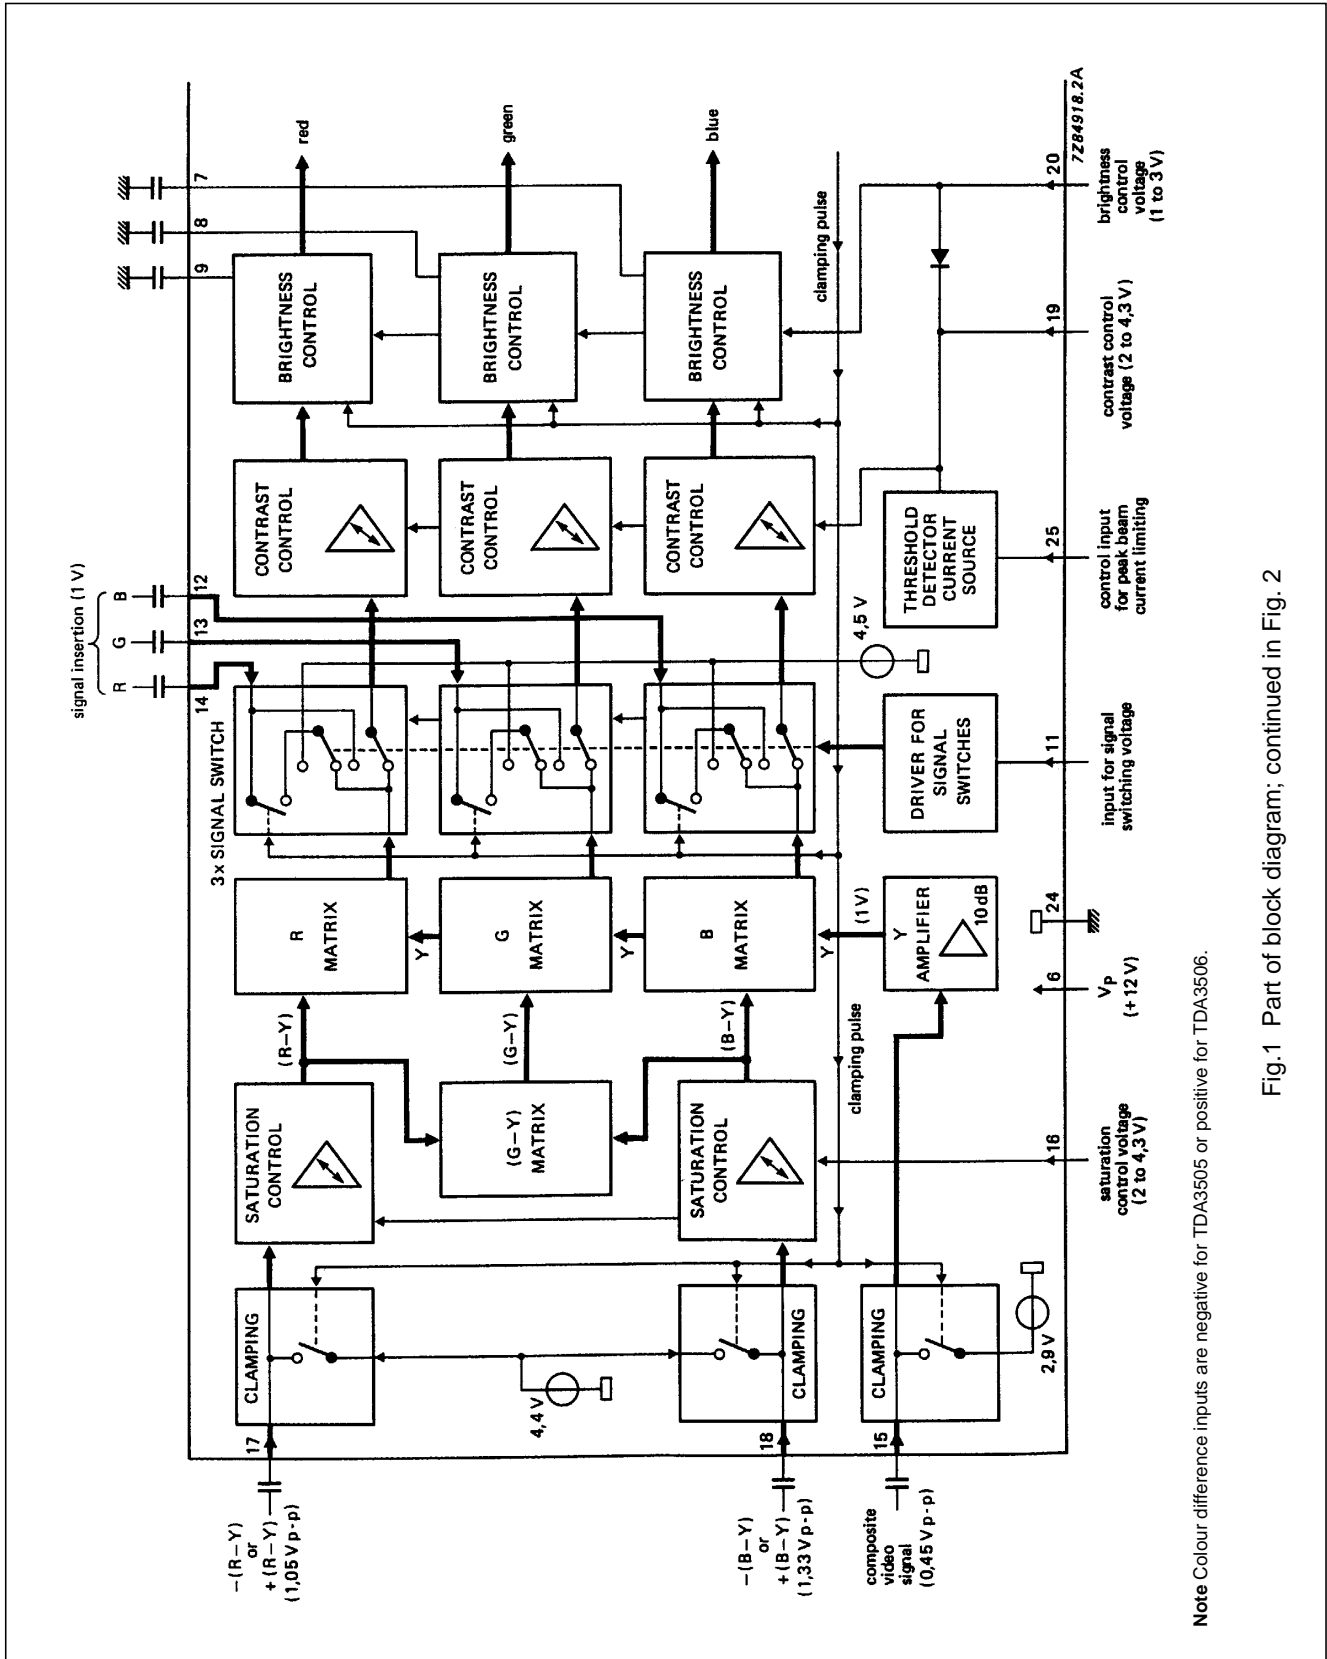 signal insertion (1 V)
R
G
B
14
13
12
9
8
7
−(R−Y)
or
+(R−Y)
(1,05 V p-p)
17
CLAMPING
SATURATION
CONTROL
(R−Y)
R
MATRIX
3x SIGNAL SWITCH
CONTRAST
CONTROL
BRIGHTNESS
CONTROL
red
4,4 V
(G−Y)
MATRIX
(G−Y)
Y
G
MATRIX
CONTRAST
CONTROL
BRIGHTNESS
CONTROL
green
−(B−Y)
or
+(B−Y)
(1,33 V p-p)
18
CLAMPING
SATURATION
CONTROL
(B−Y)
Y
B
MATRIX
CONTRAST
CONTROL
BRIGHTNESS
CONTROL
blue
clamping pulse
clamping pulse
Y
(1V)
4,5 V
composite
video
signal
(0,45 V p-p)
15
CLAMPING
2,9 V
Y
AMPLIFIER
10 dB
DRIVER FOR
SIGNAL
SWITCHES
THRESHOLD
DETECTOR
CURRENT
SOURCE
16
6
24
11
25
19
20
7Z84918.2A
saturation
control voltage
(2 to 4,3 V)
VP
(+ 12 V)
input for signal
switching voltage
control input
for peak beam
current limiting
contrast control
voltage (2 to 4,3 V)
brightness
control
voltage
(1 to 3 V)
Note Colour difference inputs are negative for TDA3505 or positive for TDA3506.
Fig.1 Part of block diagram; continued in Fig. 2